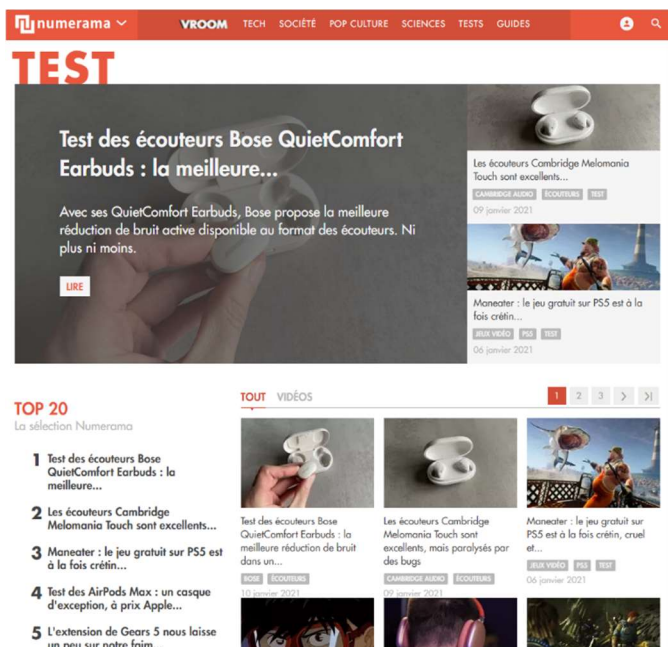 numerama
VROOM TECH SOCIÉTÉ POP CULTURE SCIENCES TESTS GUIDES
TEST
Test des écouteurs Bose QuietComfort
Earbuds : la meilleure...
Avec ses QuietComfort Earbuds, Bose propose la meilleure
réduction de bruit active disponible au format des écouteurs. Ni
plus ni moins.
LIRE
Les écouteurs Cambridge Melomania
Touch sont excellents...
CAMBRIDGE AUDIO ÉCOUTEURS TEST
09 janvier 2021
Maneater : le jeu gratuit sur PS5 est à la
fois crétin...
JEUX VIDÉO PS5 TEST
06 janvier 2021
TOP 20
La sélection Numerama
1 Test des écouteurs Bose
QuietComfort Earbuds : la
meilleure...
2 Les écouteurs Cambridge
Melomania Touch sont excellents...
3 Maneater : le jeu gratuit sur PS5 est
à la fois crétin...
4 Test des AirPods Max : un casque
d'exception, à prix Apple...
5 L'extension de Gears 5 nous laisse
un peu sur notre faim...
TOUT VIDÉOS
1 2 3
Test des écouteurs Bose
QuietComfort Earbuds : la
meilleure réduction de bruit
dans un...
BOSE ÉCOUTEURS
10 janvier 2021
Les écouteurs Cambridge
Melomania Touch sont
excellents, mais paralysés par
des bugs
CAMBRIDGE AUDIO ÉCOUTEURS
09 janvier 2021
Maneater : le jeu gratuit sur
PS5 est à la fois crétin, cruel
et...
JEUX VIDÉO PS5 TEST
06 janvier 2021